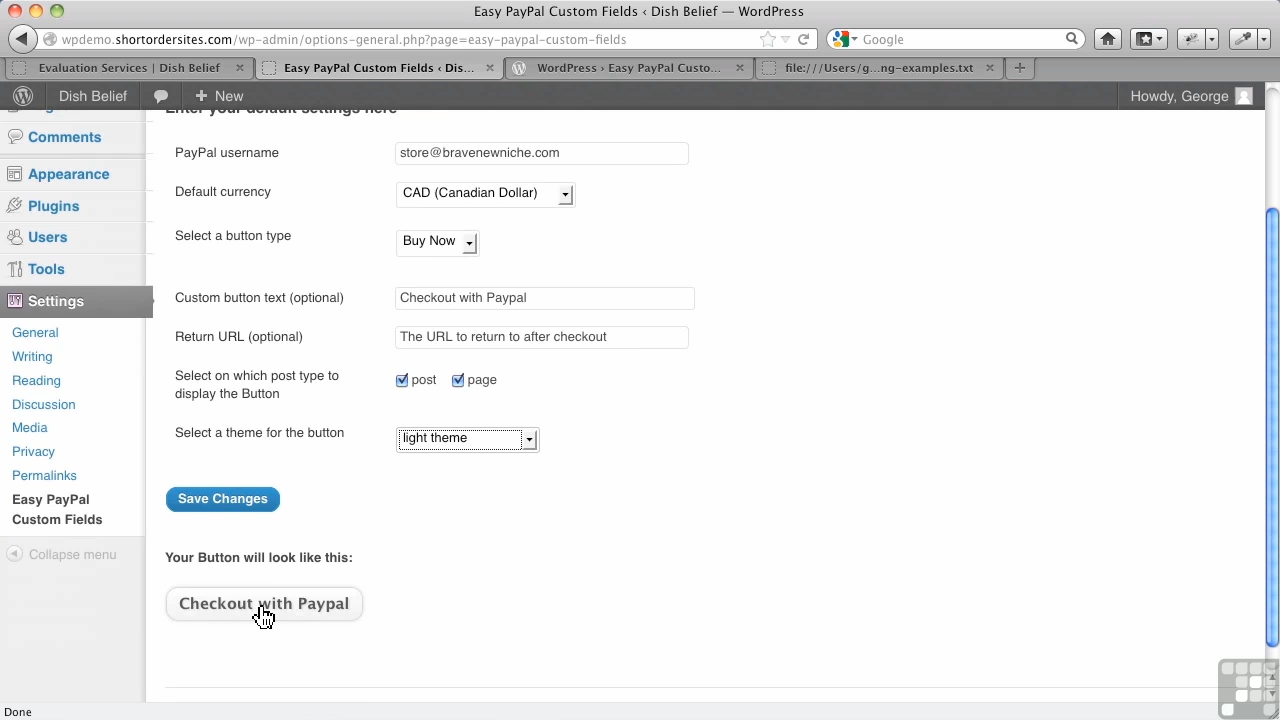 Easy PayPal Custom Fields ‹ Dish Belief — WordPress
wpdemo.shortordersites.com/wp-admin/options-general.php?page=easy-paypal-custom-fields
Google
Evaluation Services | Dish Belief
Easy PayPal Custom Fields ‹ Dis...
WordPress › Easy PayPal Custo...
file:///Users/g...ng-examples.txt
Dish Belief
New
Howdy, George
Enter your default settings here
Comments
Appearance
Plugins
Users
Tools
Settings
General
Writing
Reading
Discussion
Media
Privacy
Permalinks
Easy PayPal
Custom Fields
Collapse menu
PayPal username
store@bravenewniche.com
Default currency
CAD (Canadian Dollar)
Select a button type
Buy Now
Custom button text (optional)
Checkout with Paypal
Return URL (optional)
The URL to return to after checkout
Select on which post type to
display the Button
post
page
Select a theme for the button
light theme
Save Changes
Your Button will look like this:
Checkout with Paypal
Done